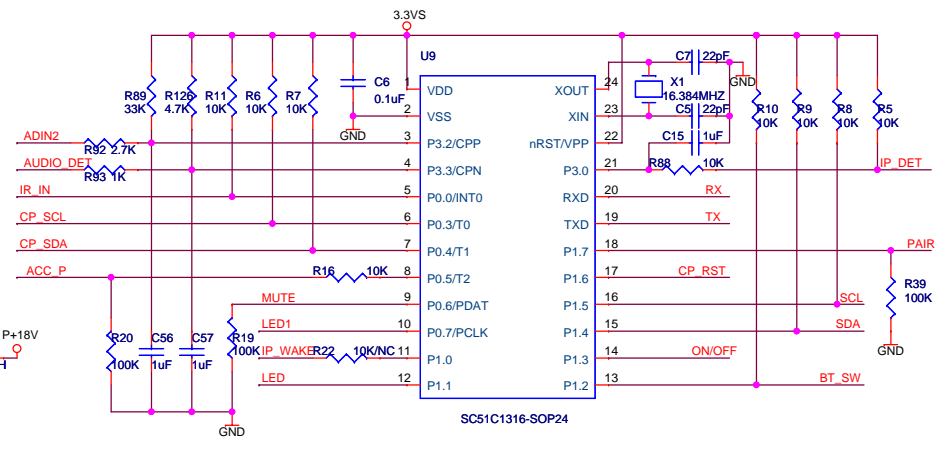 3.3VS
U9
C7 22pF
GND
R89 33K
R126 4.7K
R11 10K
R6 10K
R7 10K
C6 0.1uF
GND
X1
16.384MHZ
C5 22pF
C15 1uF
R10 10K
R9 10K
R8 10K
R5 10K
1 VDD
2 VSS
3 P3.2/CPP
4 P3.3/CPN
5 P0.0/INT0
6 P0.3/T0
7 P0.4/T1
8 P0.5/T2
9 P0.6/PDAT
10 P0.7/PCLK
11 P1.0
12 P1.1
XOUT 24
XIN 23
nRST/VPP 22
P3.0 21
RXD 20
TXD 19
P1.7 18
P1.6 17
P1.5 16
P1.4 15
P1.3 14
P1.2 13
ADIN2
R92 2.7K
AUDIO_DET
R93 1K
IR_IN
CP_SCL
CP_SDA
ACC_P
R16 10K
MUTE
LED1
IP_WAKE
R22 10K/NC
LED
R88 10K
IP_DET
RX
TX
PAIR
CP_RST
SCL
SDA
ON/OFF
BT_SW
R39
100K
GND
P+18V
H
R20 100K
C56 1uF
C57 1uF
R19 100K
GND
SC51C1316-SOP24